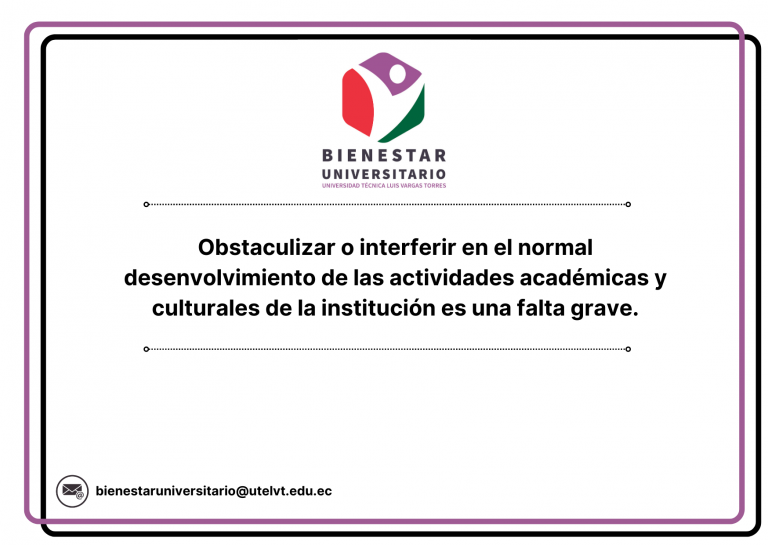 BIENESTAR
UNIVERSITARIO
UNIVERSIDAD TÉCNICA LUIS VARGAS TORRES
Obstaculizar o interferir en el normal
desenvolvimiento de las actividades académicas y
culturales de la institución es una falta grave.
@
bienestaruniversitario@utelvt.edu.ec